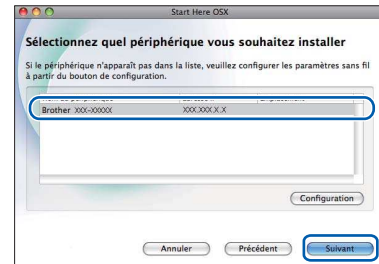 Start Here OSX
Sélectionnez quel périphérique vous souhaitez installer
Si le périphérique n'apparaît pas dans la liste, veuillez configurer les paramètres sans fil
à partir du bouton de configuration.
Brother XXX-XXXXX XXX.XXX.X.X
Configuration
Annuler Précédent Suivant